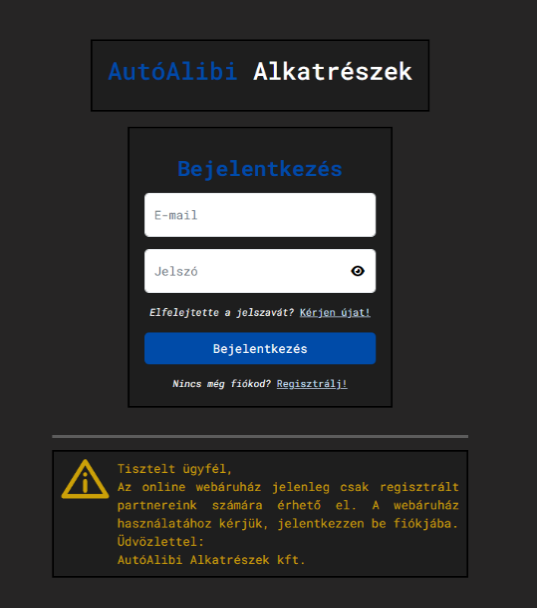 AutóAlibi Alkatrészek
Bejelentkezés
E-mail
Jelszó
Elfelejtette a jelszavát? Kérjen újat!
Bejelentkezés
Nincs még fiókod? Regisztrálj!
Tisztelt ügyfél,
Az online webáruház jelenleg csak regisztrált
partnereink számára érhető el. A webáruház
használatához kérjük, jelentkezzen be fiókjába.
Üdvözlettel:
AutóAlibi Alkatrészek kft.